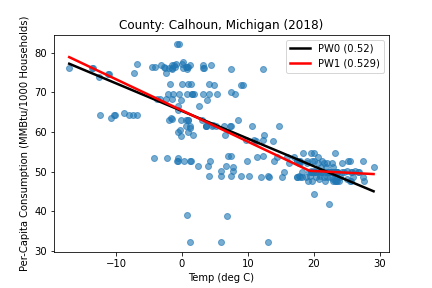 County: Calhoun, Michigan (2018)
PW0 (0.52)
PW1 (0.529)
Per-Capita Consumption (MMBtu/1000 Households)
80
70
60
50
40
30
−10
0
10
20
30
Temp (deg C)